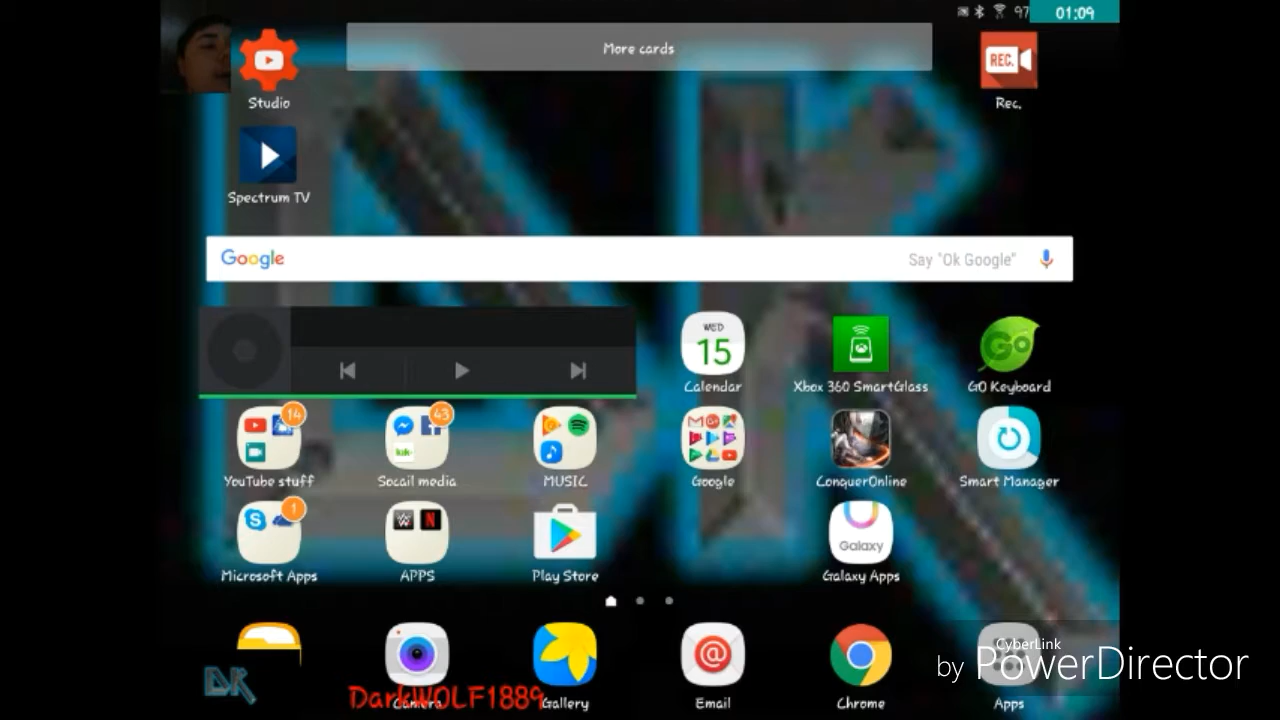 97 01:09
More cards
REC.
Studio
Rec.
Spectrum TV
Google Say "Ok Google"
WED
15
Calendar Xbox 360 SmartGlass GO Keyboard
14 43
kik·
YouTube stuff Socail media MUSIC Google ConquerOnline Smart Manager
1
Galaxy
Microsoft Apps APPS Play Store Galaxy Apps
CyberLink
by PowerDirector
DK
DarkWOLF1889
Camera Gallery Email Chrome Apps